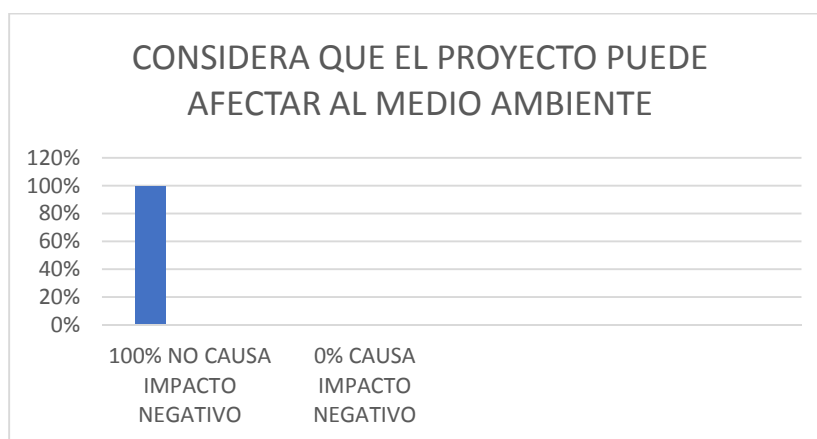 CONSIDERA QUE EL PROYECTO PUEDE
AFECTAR AL MEDIO AMBIENTE
120%
100%
80%
60%
40%
20%
0%
100% NO CAUSA
IMPACTO
NEGATIVO
0% CAUSA
IMPACTO
NEGATIVO